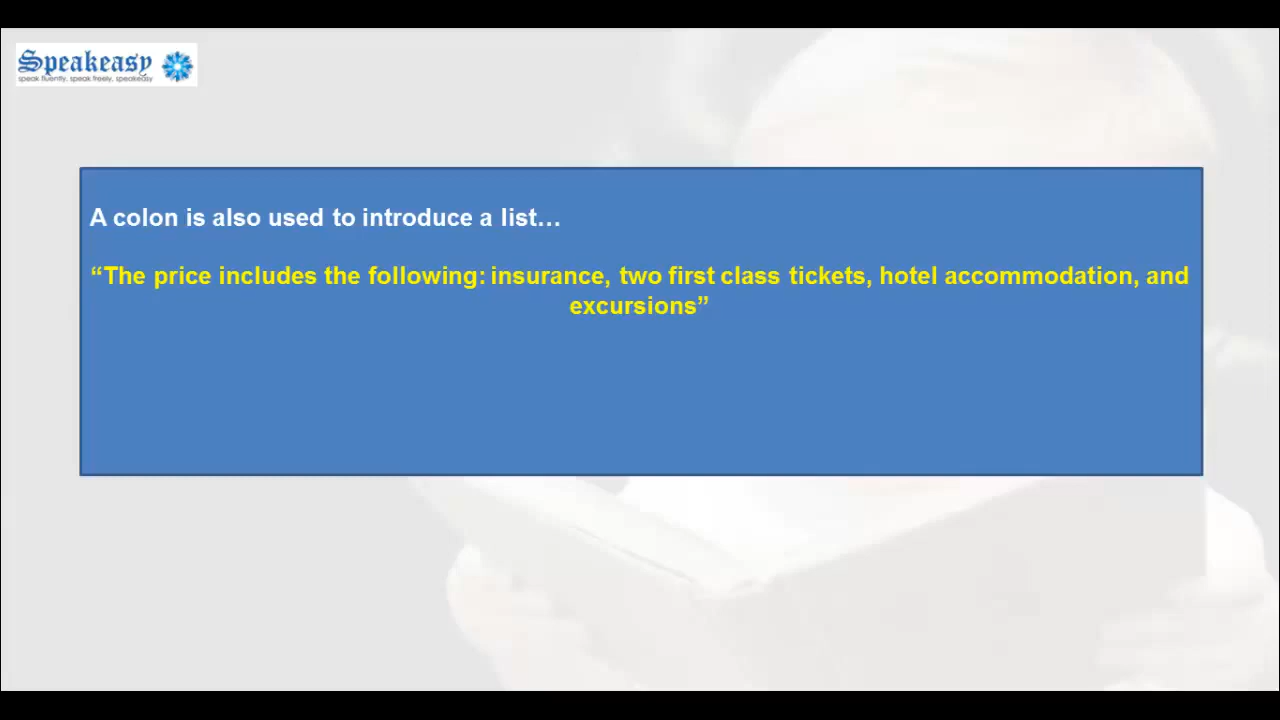 Speakeasy
speak fluently, speak freely, speakeasy
A colon is also used to introduce a list…
“The price includes the following: insurance, two first class tickets, hotel accommodation, and
excursions”